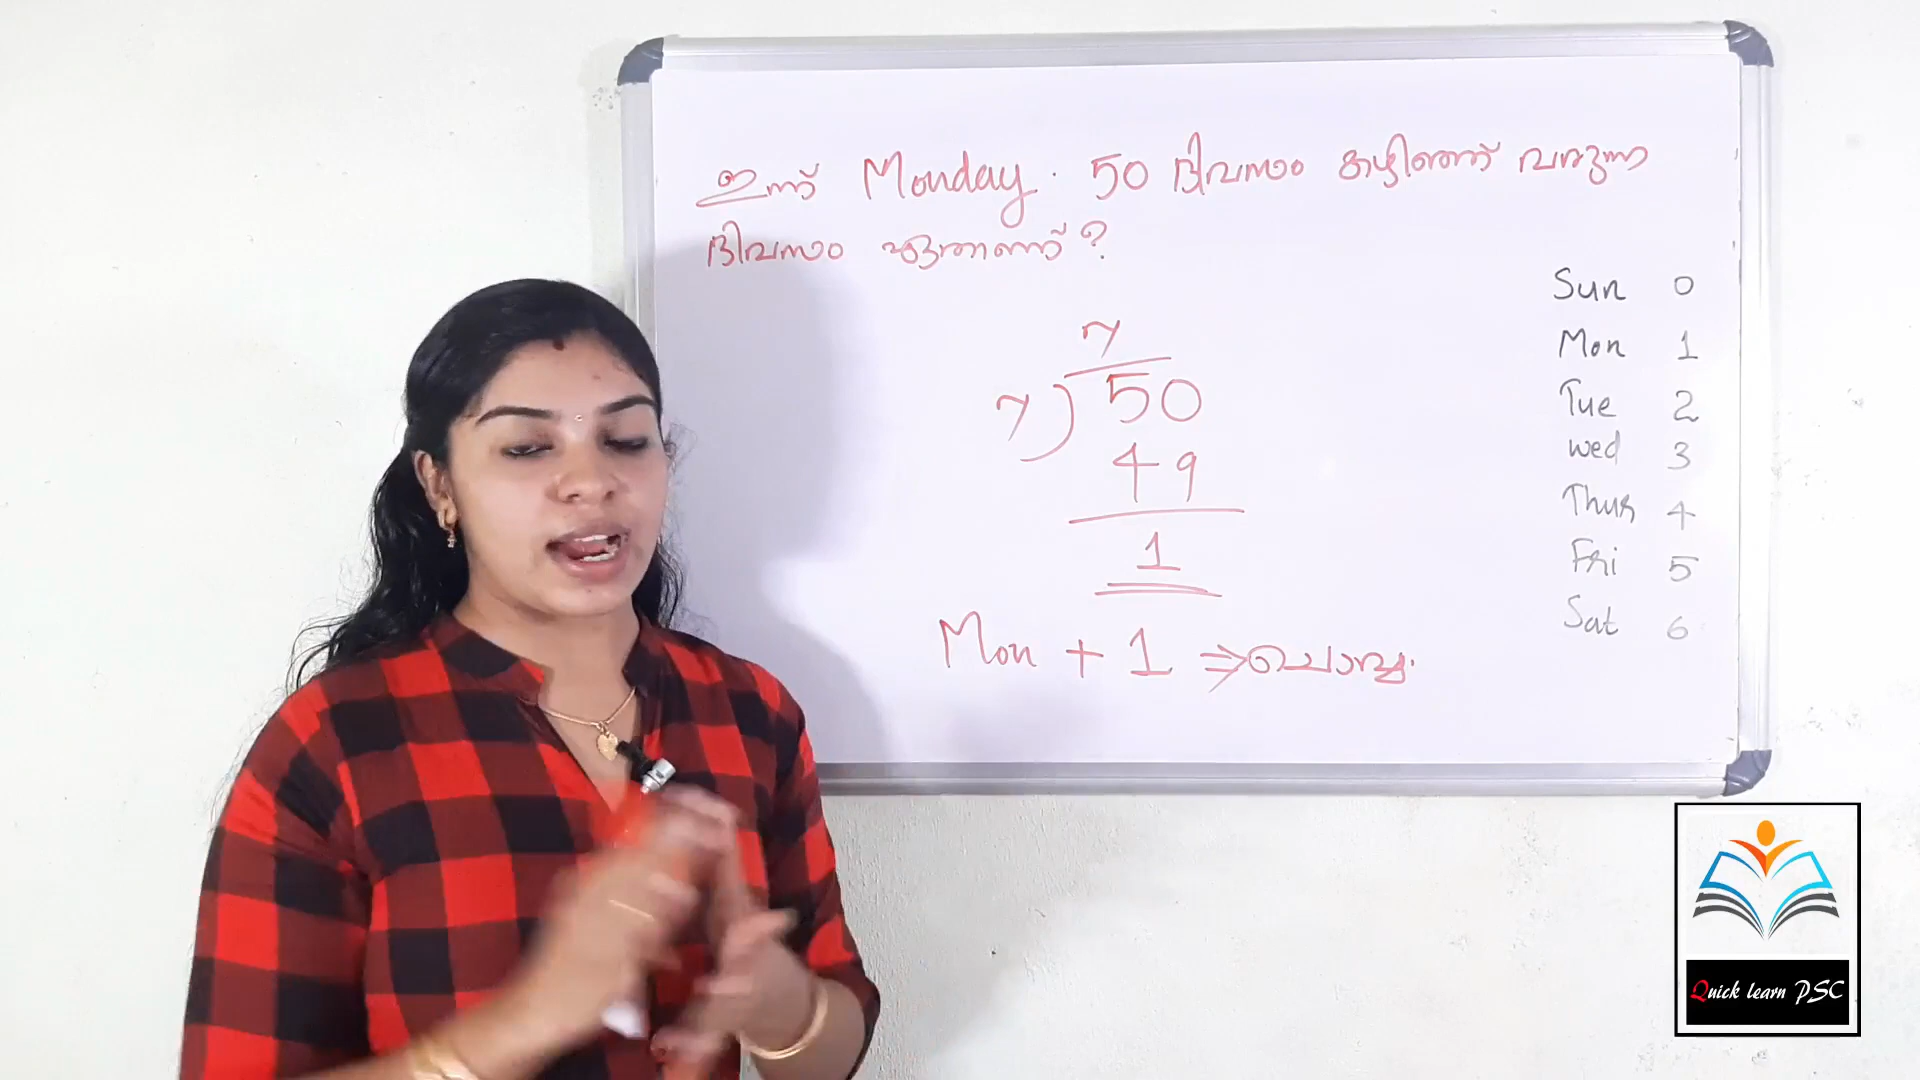 ഇന്ന് Monday. 50 ദിവസം കഴിഞ്ഞ് വരുന്ന
ദിവസം ഏതാണ്?
7
7) 50
49
1
Mon + 1 ⇒ ചൊവ്വ.
Sun 0
Mon 1
Tue 2
Wed 3
Thur 4
Fri 5
Sat 6
Quick learn PSC